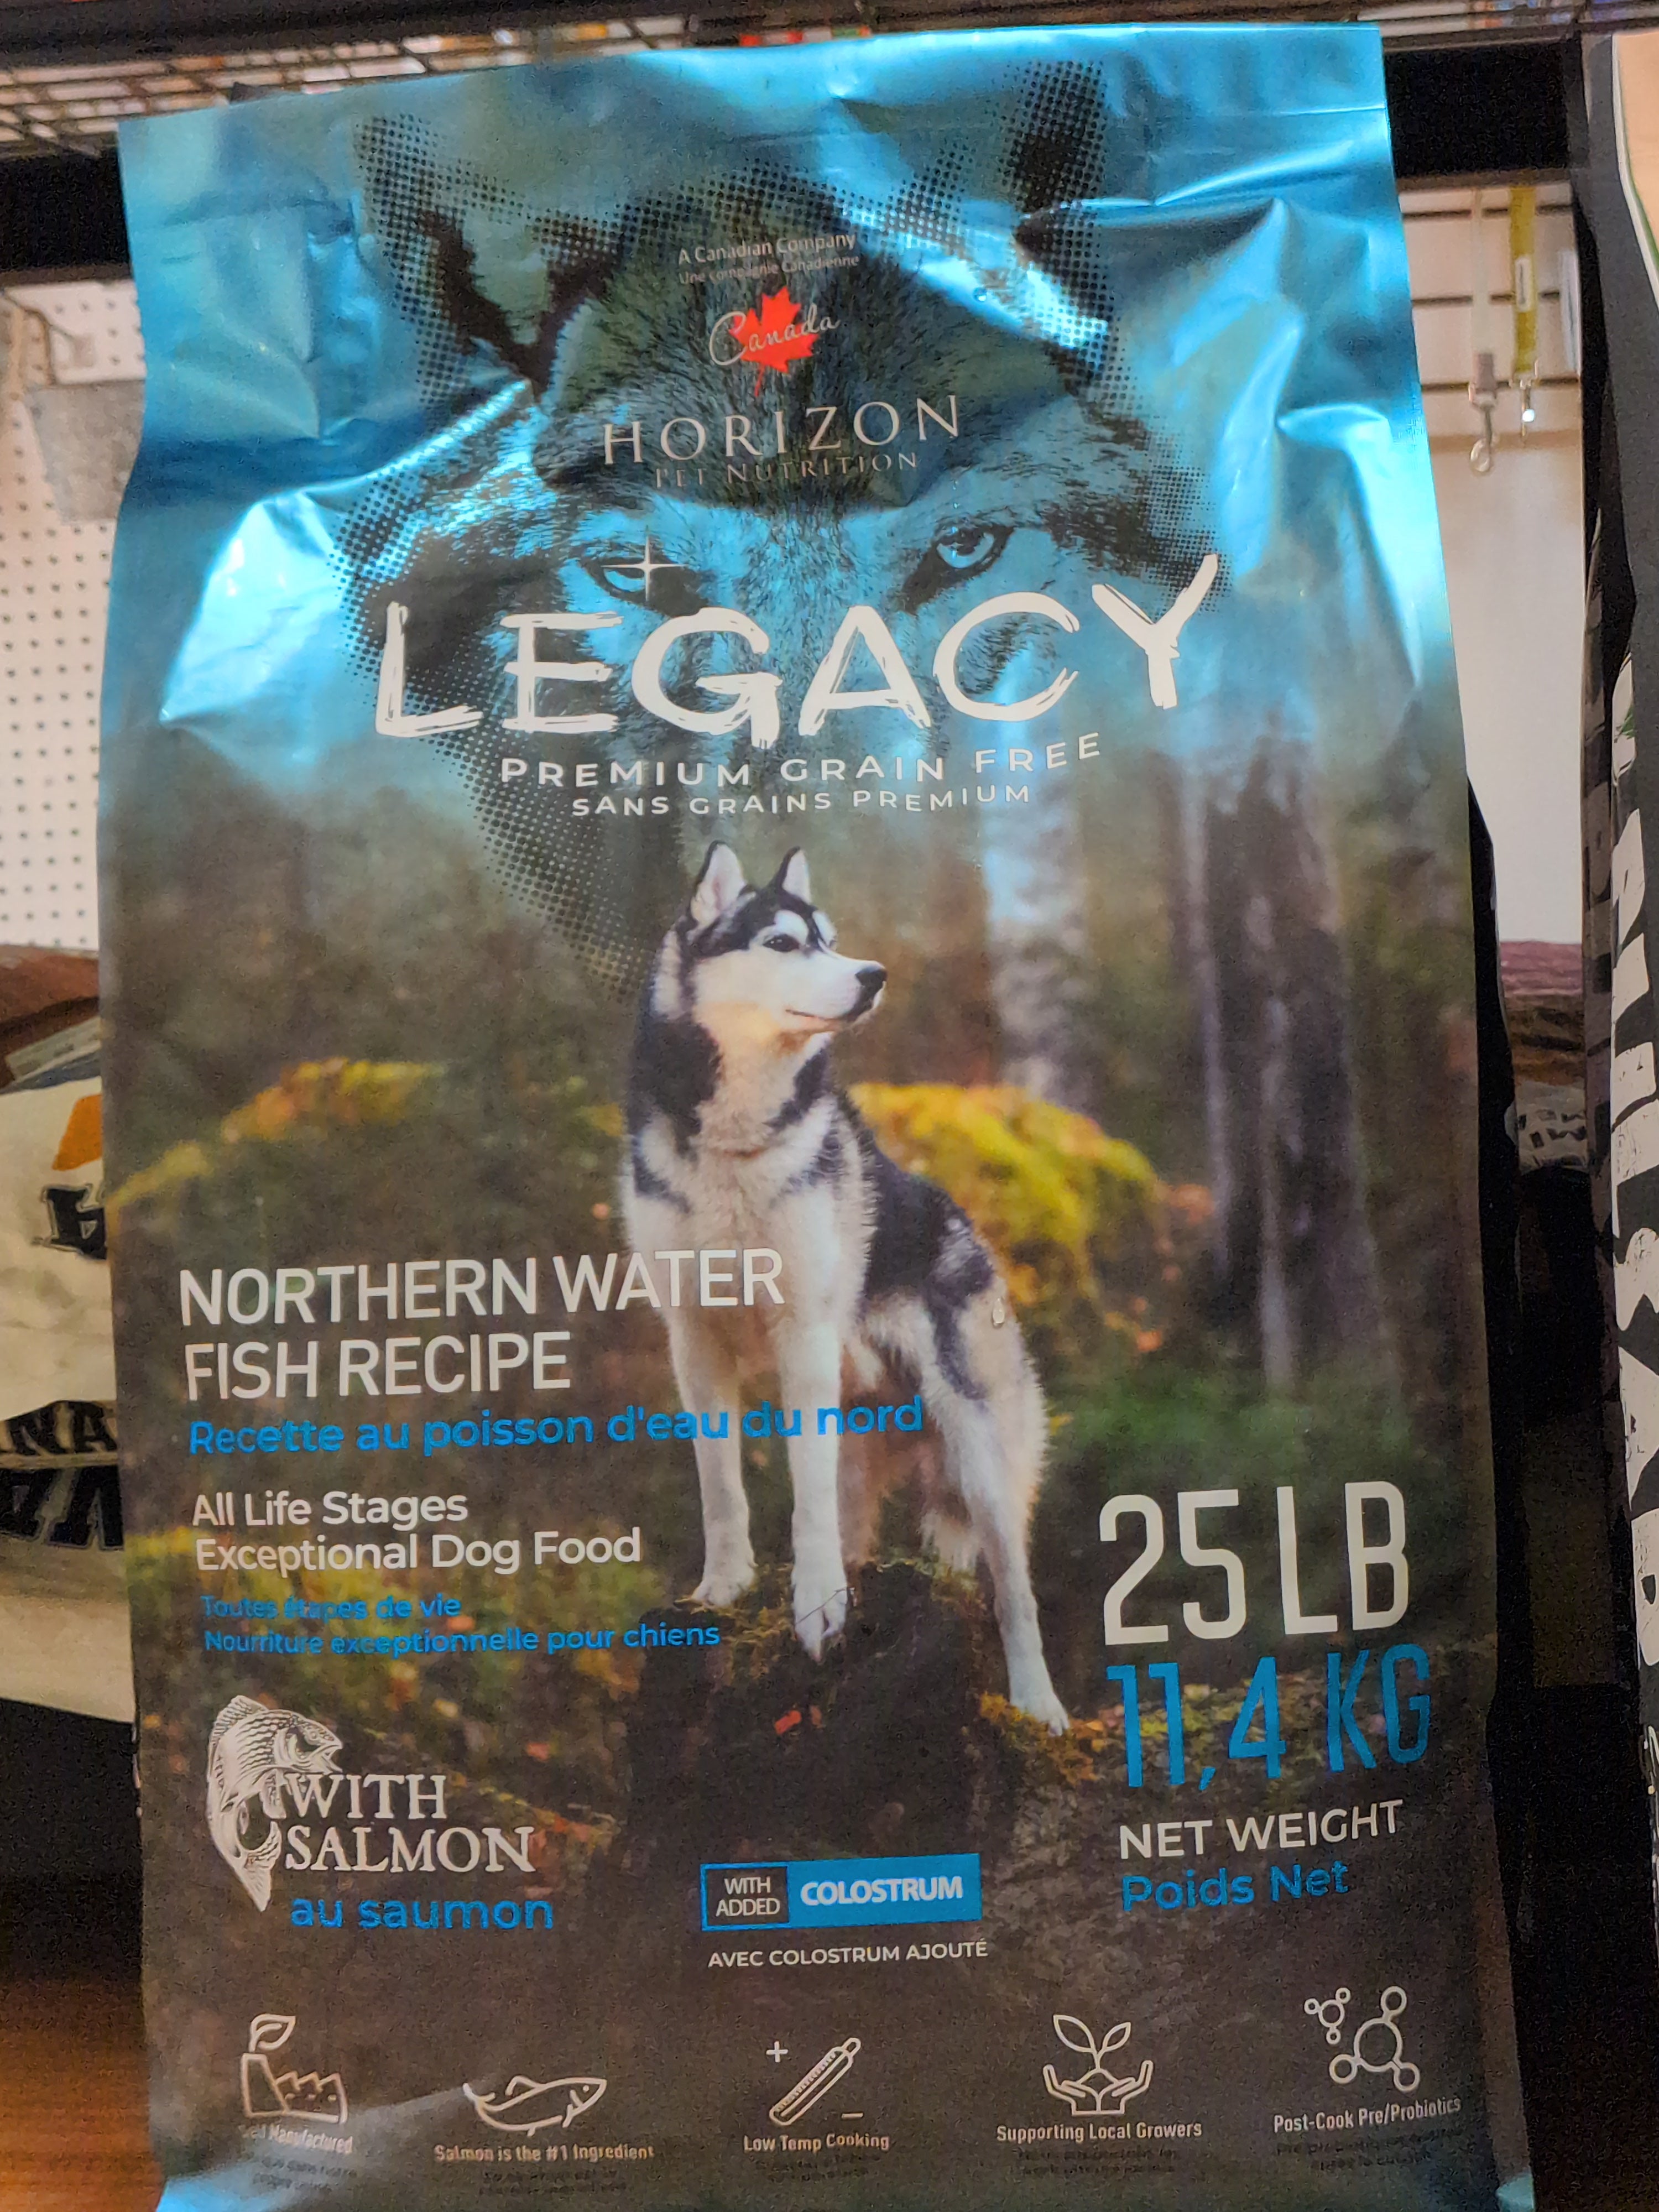 A Canadian Company
Une compagnie Canadienne
Canada
HORIZON
PET NUTRITION
LEGACY
PREMIUM GRAIN FREE
SANS GRAINS PREMIUM
NORTHERN WATER
FISH RECIPE
Recette au poisson d'eau du nord
All Life Stages
Exceptional Dog Food
Toutes étapes de vie
Nourriture exceptionnelle pour chiens
25 LB
11,4 KG
NET WEIGHT
Poids Net
WITH
SALMON
au saumon
WITH
ADDED
COLOSTRUM
AVEC COLOSTRUM AJOUTÉ
Manufactured
Salmon is the #1 Ingredient
Low Temp Cooking
Supporting Local Growers
Post-Cook Pre/Probiotics